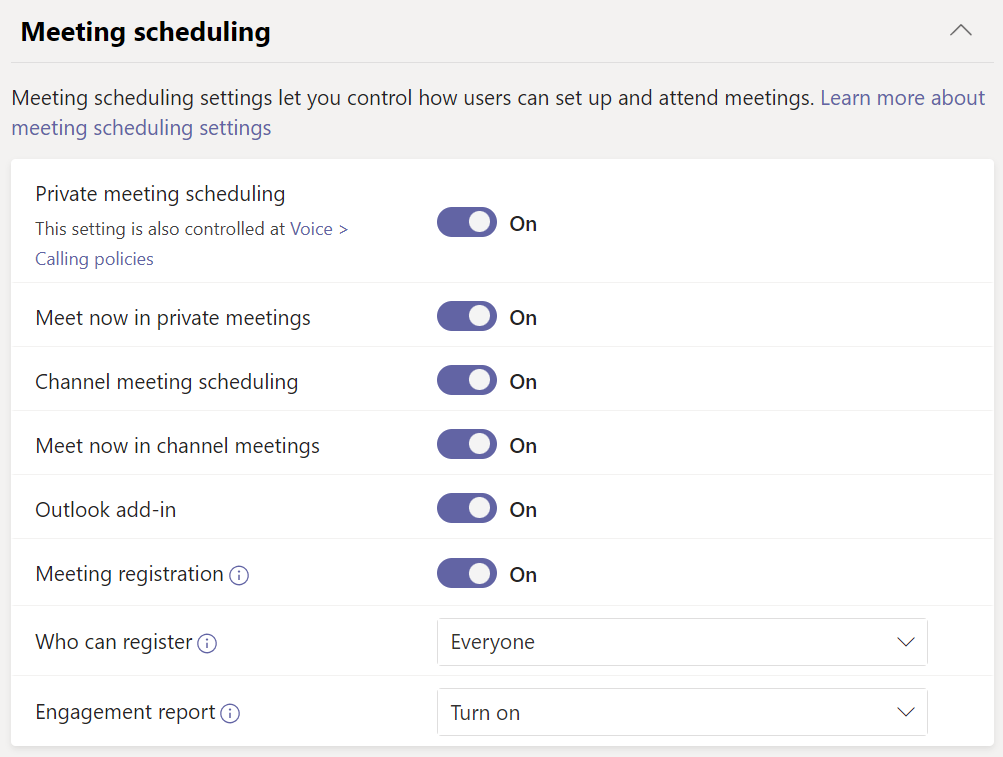 Meeting scheduling
Meeting scheduling settings let you control how users can set up and attend meetings. Learn more about
meeting scheduling settings
Private meeting scheduling
This setting is also controlled at Voice >
Calling policies
On
Meet now in private meetings
On
Channel meeting scheduling
On
Meet now in channel meetings
On
Outlook add-in
On
Meeting registration
On
Who can register
Everyone
Engagement report
Turn on